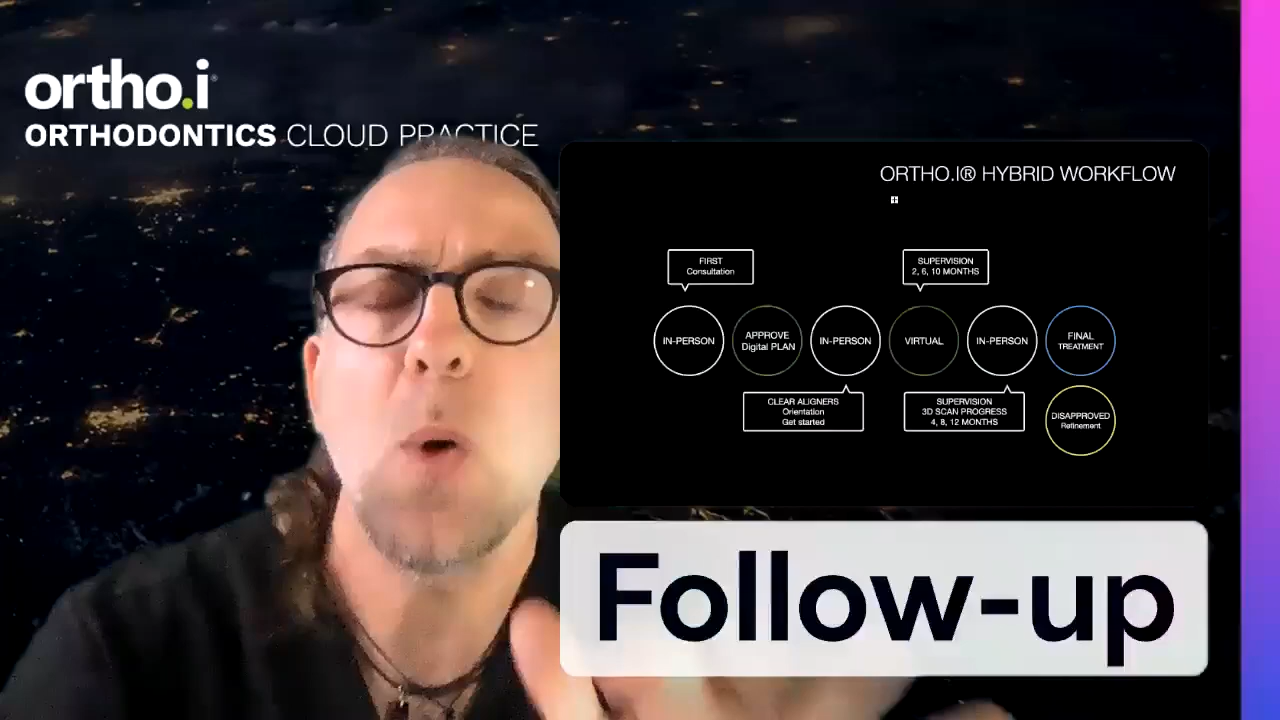 ortho.i®
ORTHODONTICS CLOUD PRACTICE
ORTHO.I® HYBRID WORKFLOW
FIRST
Consultation
SUPERVISION
2, 6, 10 MONTHS
IN-PERSON
APPROVE
Digital PLAN
IN-PERSON
VIRTUAL
IN-PERSON
FINAL
TREATMENT
CLEAR ALIGNERS
Orientation
Get started
SUPERVISION
3D SCAN PROGRESS
4, 8, 12 MONTHS
DISAPPROVED
Refinement
Follow-up